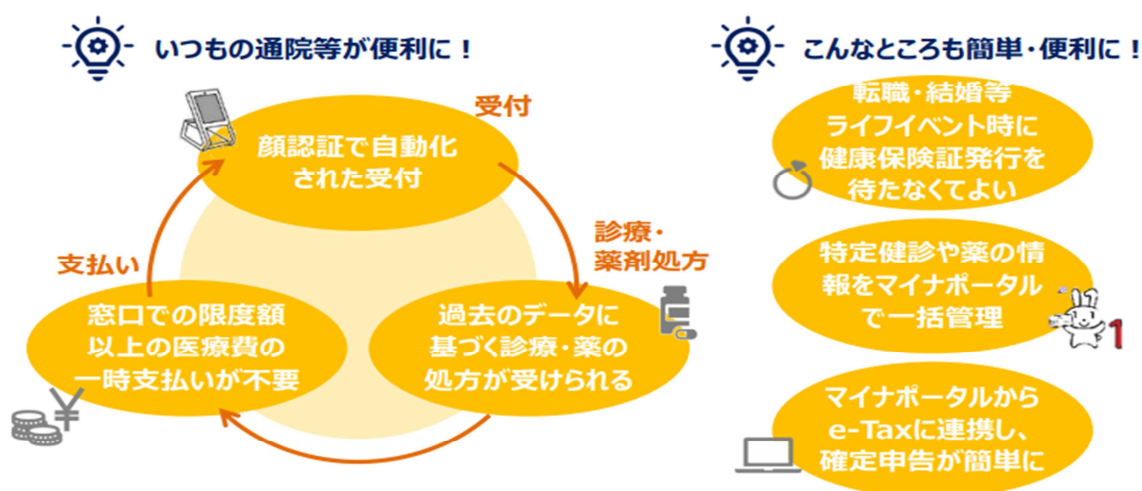 いつもの通院等が便利に！
受付
顔認証で自動化
された受付
診療・
薬剤処方
過去のデータに
基づく診療・薬の
処方が受けられる
支払い
窓口での限度額
以上の医療費の
一時支払いが不要
¥
こんなところも簡単・便利に！
転職・結婚等
ライフイベント時に
健康保険証発行を
待たなくてよい
特定健診や薬の情
報をマイナポータル
で一括管理
1
マイナポータルから
e-Taxに連携し、
確定申告が簡単に